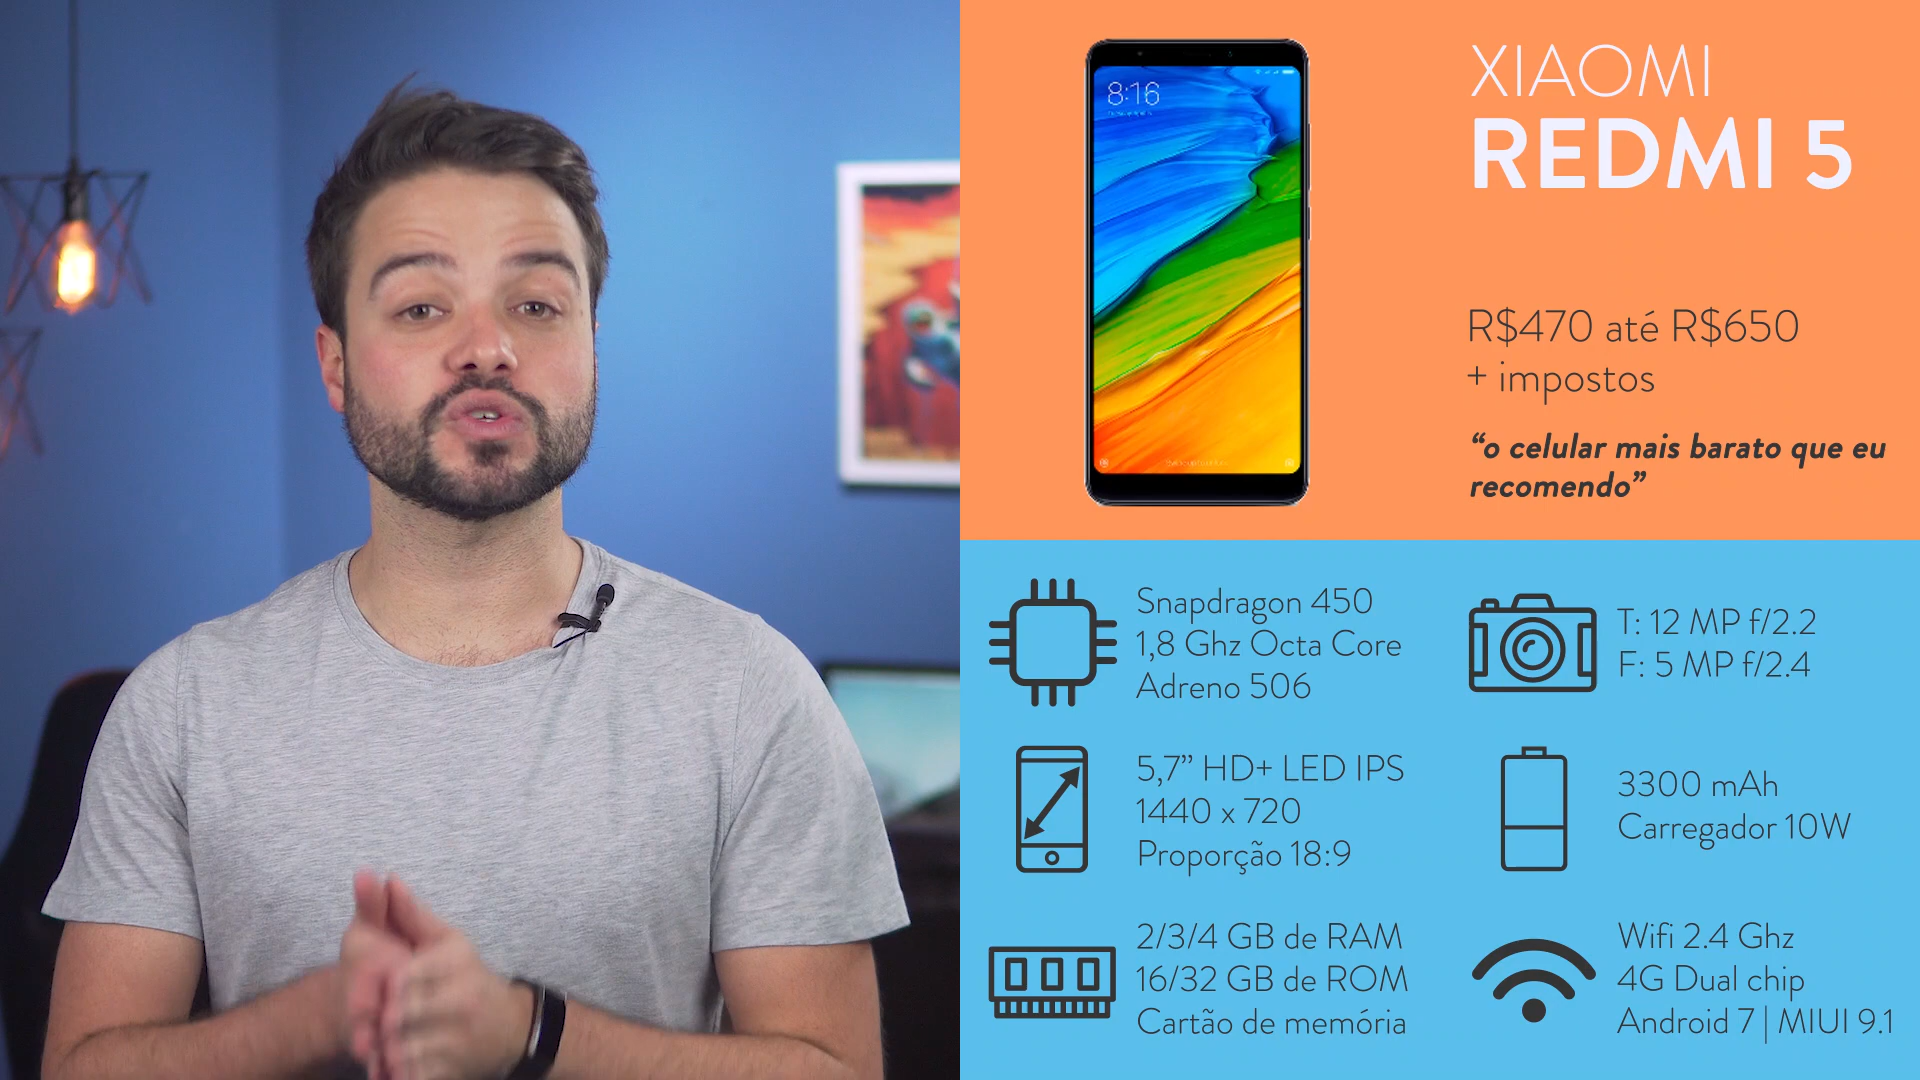 XIAOMI
REDMI 5
8:16
R$470 até R$650
+ impostos
“o celular mais barato que eu
recomendo”
Snapdragon 450
1,8 Ghz Octa Core
Adreno 506
T: 12 MP f/2.2
F: 5 MP f/2.4
5,7” HD+ LED IPS
1440 x 720
Proporção 18:9
3300 mAh
Carregador 10W
2/3/4 GB de RAM
16/32 GB de ROM
Cartão de memória
Wifi 2.4 Ghz
4G Dual chip
Android 7 | MIUI 9.1